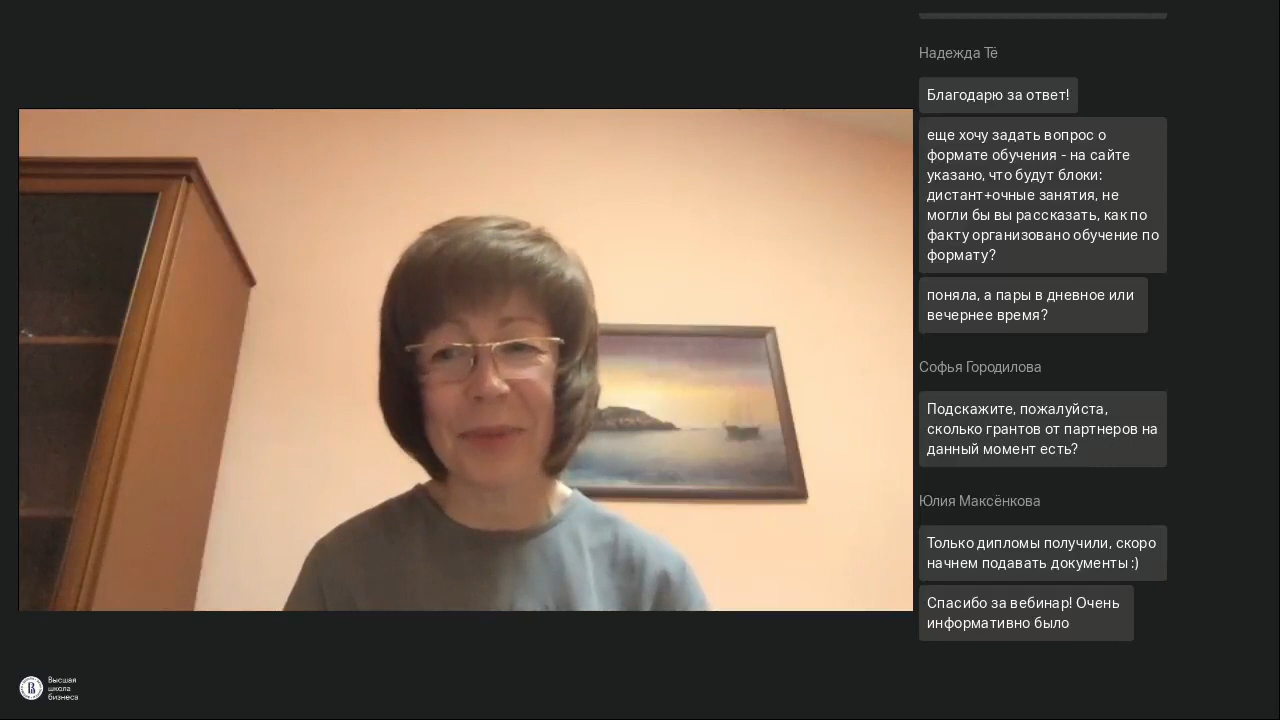 Надежда Тё
Благодарю за ответ!
еще хочу задать вопрос о
формате обучения - на сайте
указано, что будут блоки:
дистант+очные занятия, не
могли бы вы рассказать, как по
факту организовано обучение по
формату?
поняла, а пары в дневное или
вечернее время?
Софья Городилова
Подскажите, пожалуйста,
сколько грантов от партнеров на
данный момент есть?
Юлия Максёнкова
Только дипломы получили, скоро
начнем подавать документы :)
Спасибо за вебинар! Очень
информативно было
Высшая
школа
бизнеса